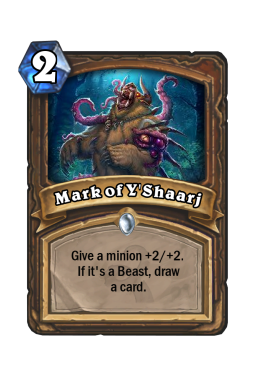 2
Mark of Y'Shaarj
Give a minion +2/+2.
If it's a Beast, draw
a card.